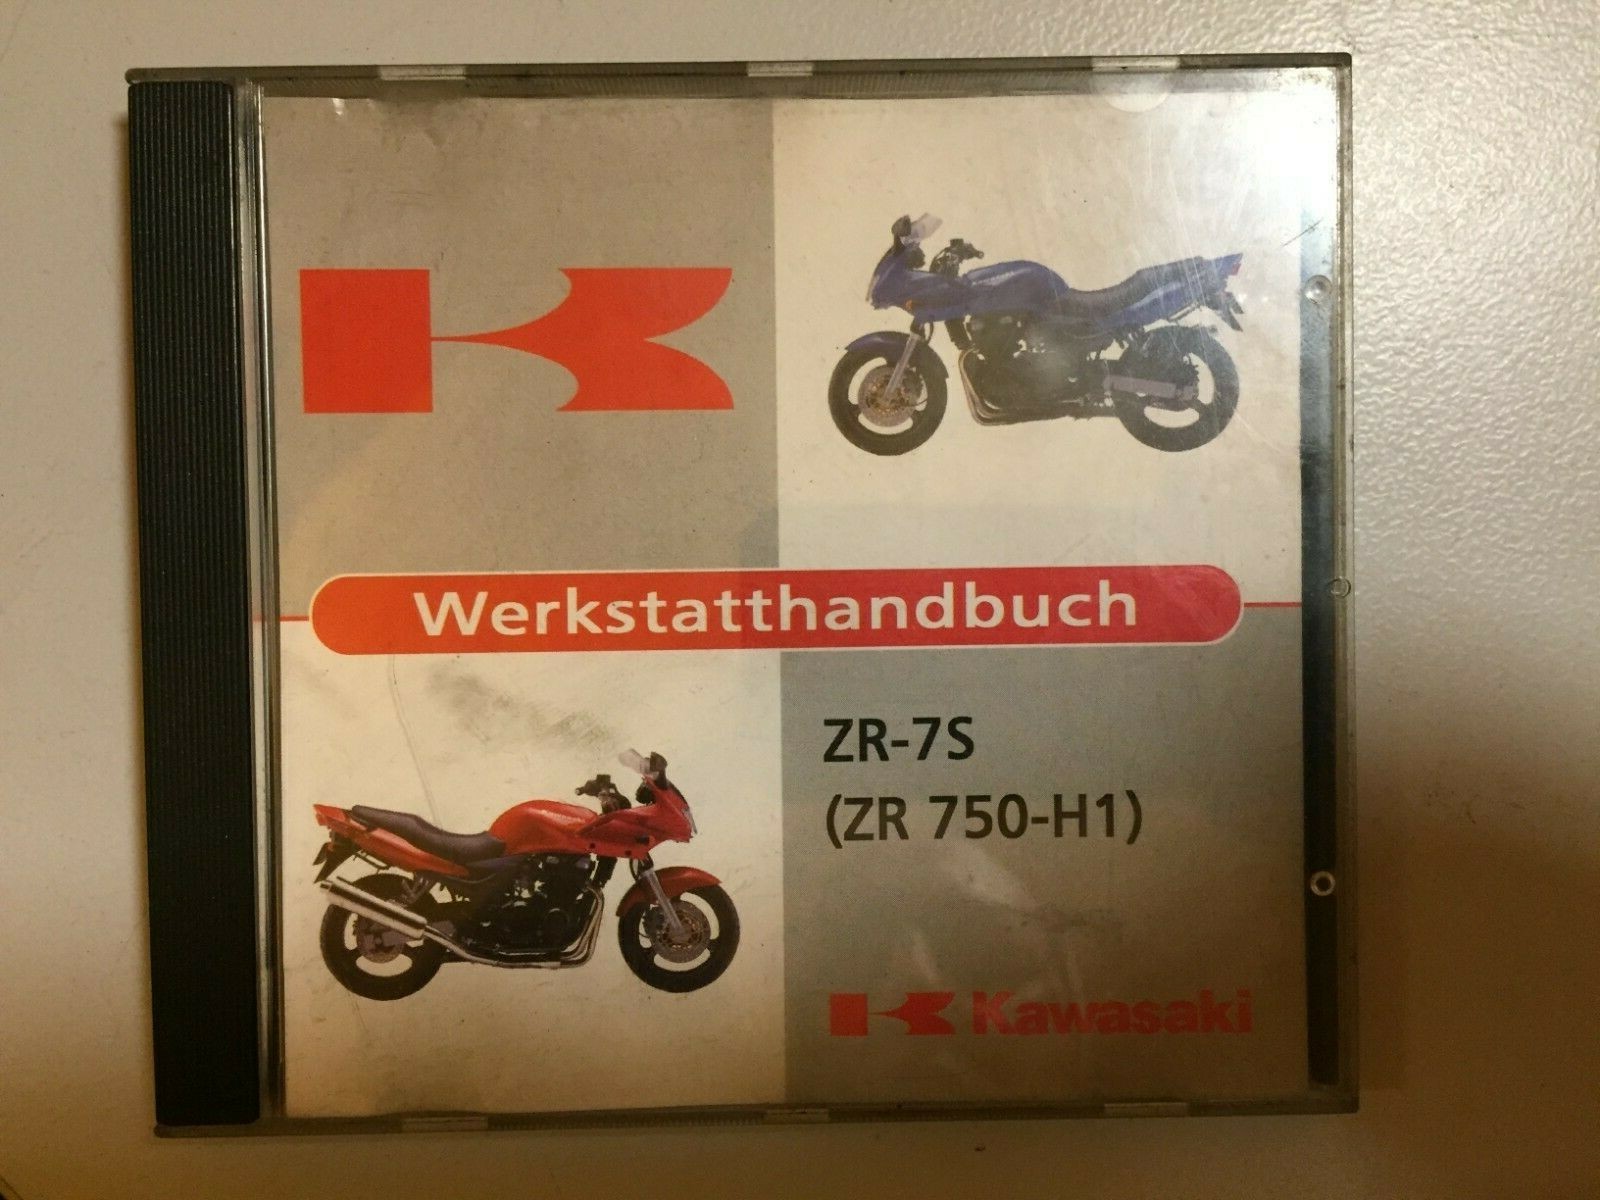 Werkstatthandbuch
ZR-7S
(ZR 750-H1)
Kawasaki